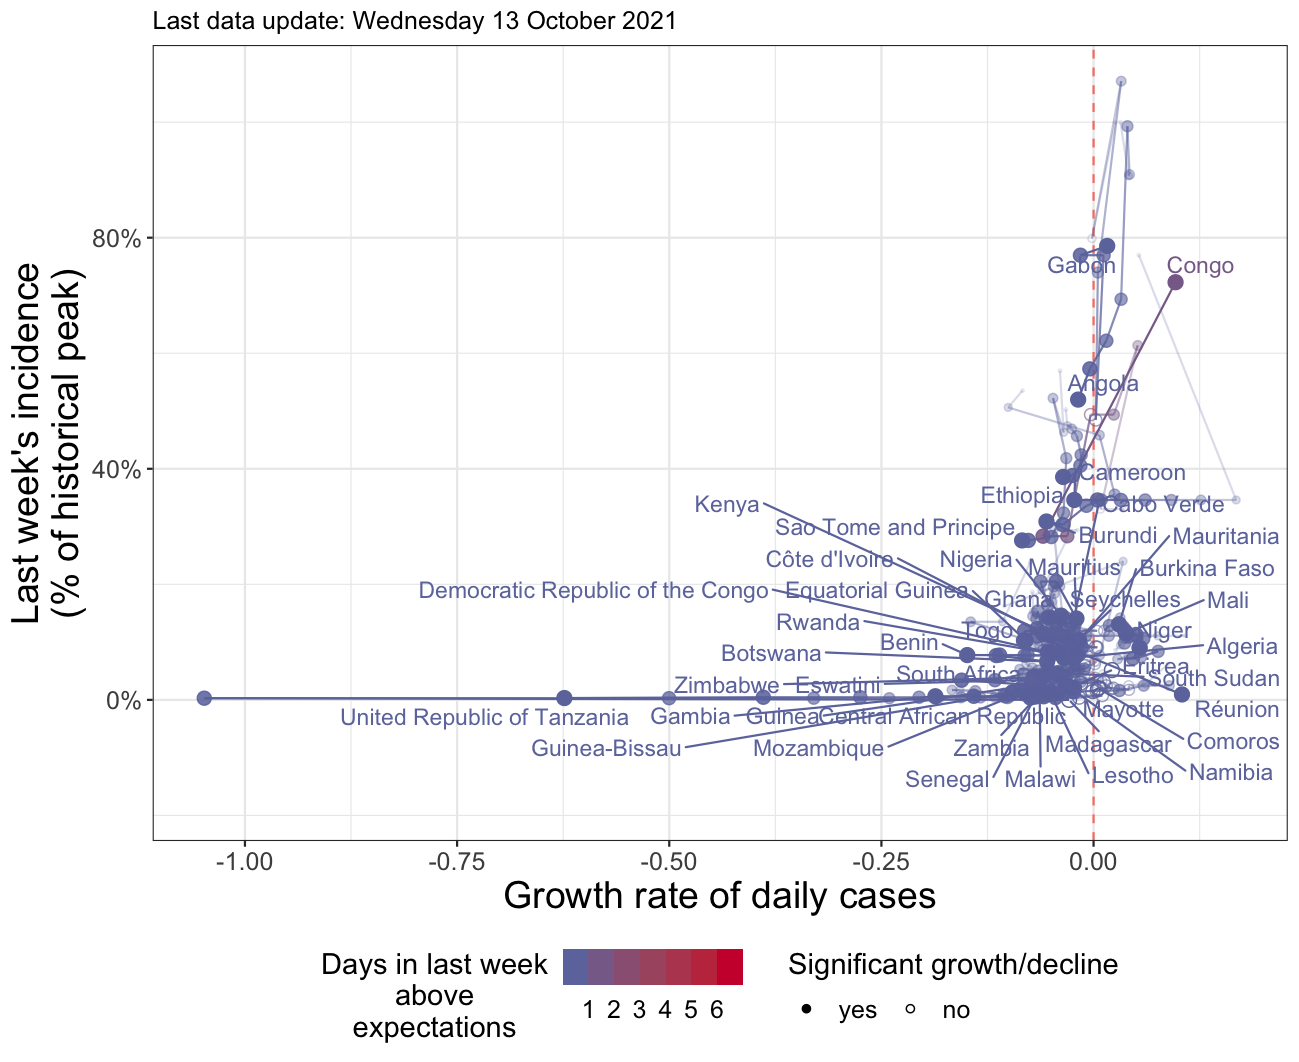 Last data update: Wednesday 13 October 2021
Last week's incidence
(% of historical peak)
80%
40%
0%
Gabon
Congo
Angola
Cameroon
Ethiopia
Kenya
Cabo Verde
Sao Tome and Principe
Burundi
Mauritania
Côte d'Ivoire
Nigeria
Mauritius
Burkina Faso
Democratic Republic of the Congo
Equatorial Guinea
Ghana
Seychelles
Mali
Rwanda
Togo
Niger
Botswana
Benin
Algeria
Zimbabwe
Eswatini
South Africa
Eritrea
South Sudan
United Republic of Tanzania
Gambia
Guinea
Central African Republic
Mayotte
Réunion
Guinea-Bissau
Mozambique
Zambia
Madagascar
Comoros
Senegal
Malawi
Lesotho
Namibia
-1.00
-0.75
-0.50
-0.25
0.00
Growth rate of daily cases
Days in last week
above
expectations
1 2 3 4 5 6
Significant growth/decline
yes
no